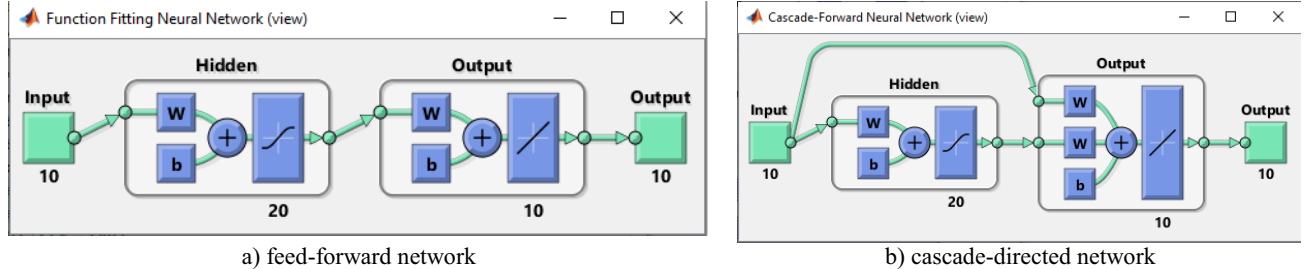 Function Fitting Neural Network (view)
Hidden
Output
Input
Output
W
b
+
W
b
+
10
20
10
10
a) feed-forward network
Cascade-Forward Neural Network (view)
Output
Hidden
Input
Output
W
b
+
W
W
b
+
10
20
10
10
b) cascade-directed network